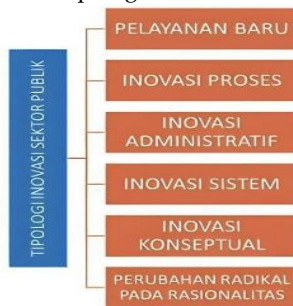 TIPOLOGI INOVASI SEKTOR PUBLIK
PELAYANAN BARU
INOVASI PROSES
INOVASI
ADMINISTRATIF
INOVASI SISTEM
INOVASI
KONSEPTUAL
PERUBAHAN RADIKAL
PADA RASIONALITAS